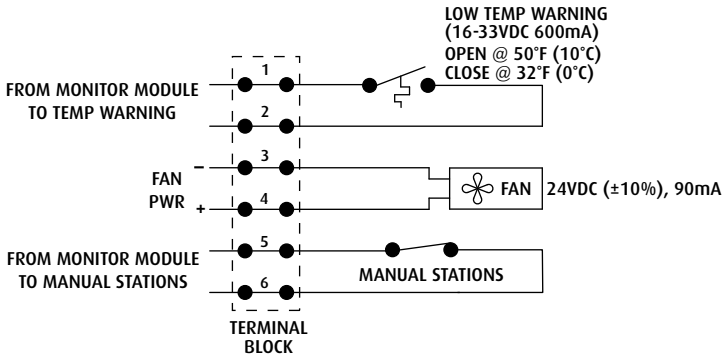 LOW TEMP WARNING
(16-33VDC 600mA)
OPEN @ 50°F (10°C)
CLOSE @ 32°F (0°C)
1
FROM MONITOR MODULE
TO TEMP WARNING
2
3
–
FAN
PWR
+
4
FAN
24VDC (±10%), 90mA
5
FROM MONITOR MODULE
TO MANUAL STATIONS
MANUAL STATIONS
6
TERMINAL
BLOCK